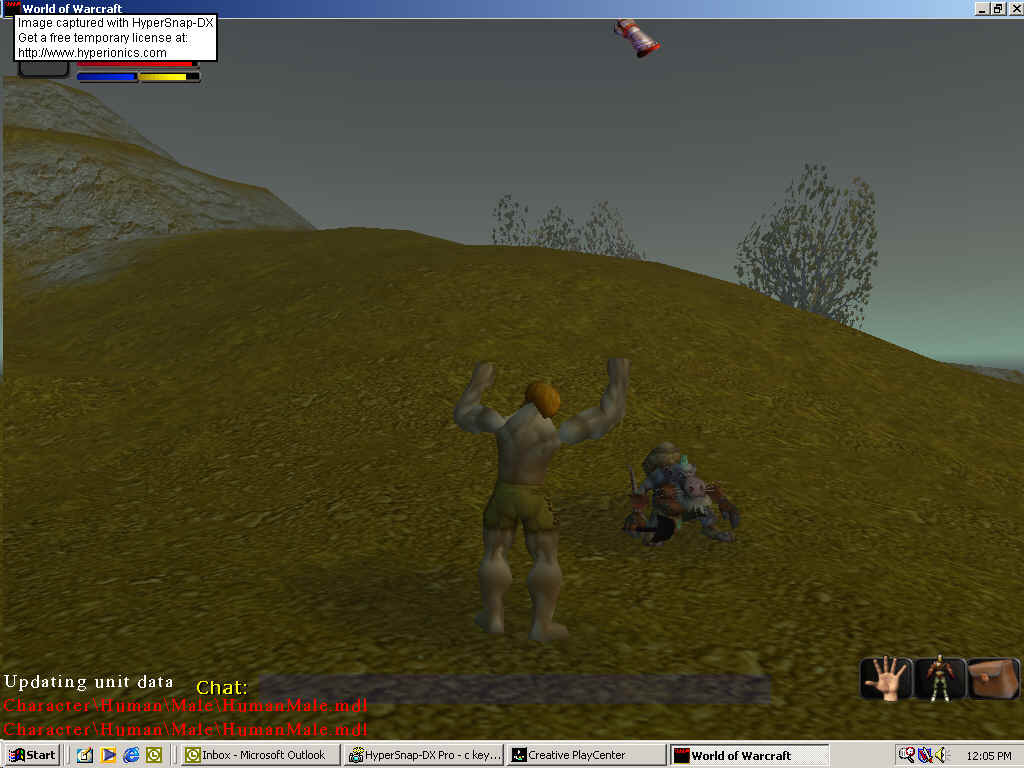 World of Warcraft
Image captured with HyperSnap-DX
Get a free temporary license at:
http://www.hyperionics.com
Updating unit data
Chat:
Character\Human\Male\HumanMale.mdl
Character\Human\Male\HumanMale.mdl
Start
Inbox - Microsoft Outlook
HyperSnap-DX Pro - c key...
Creative PlayCenter
World of Warcraft
12:05 PM